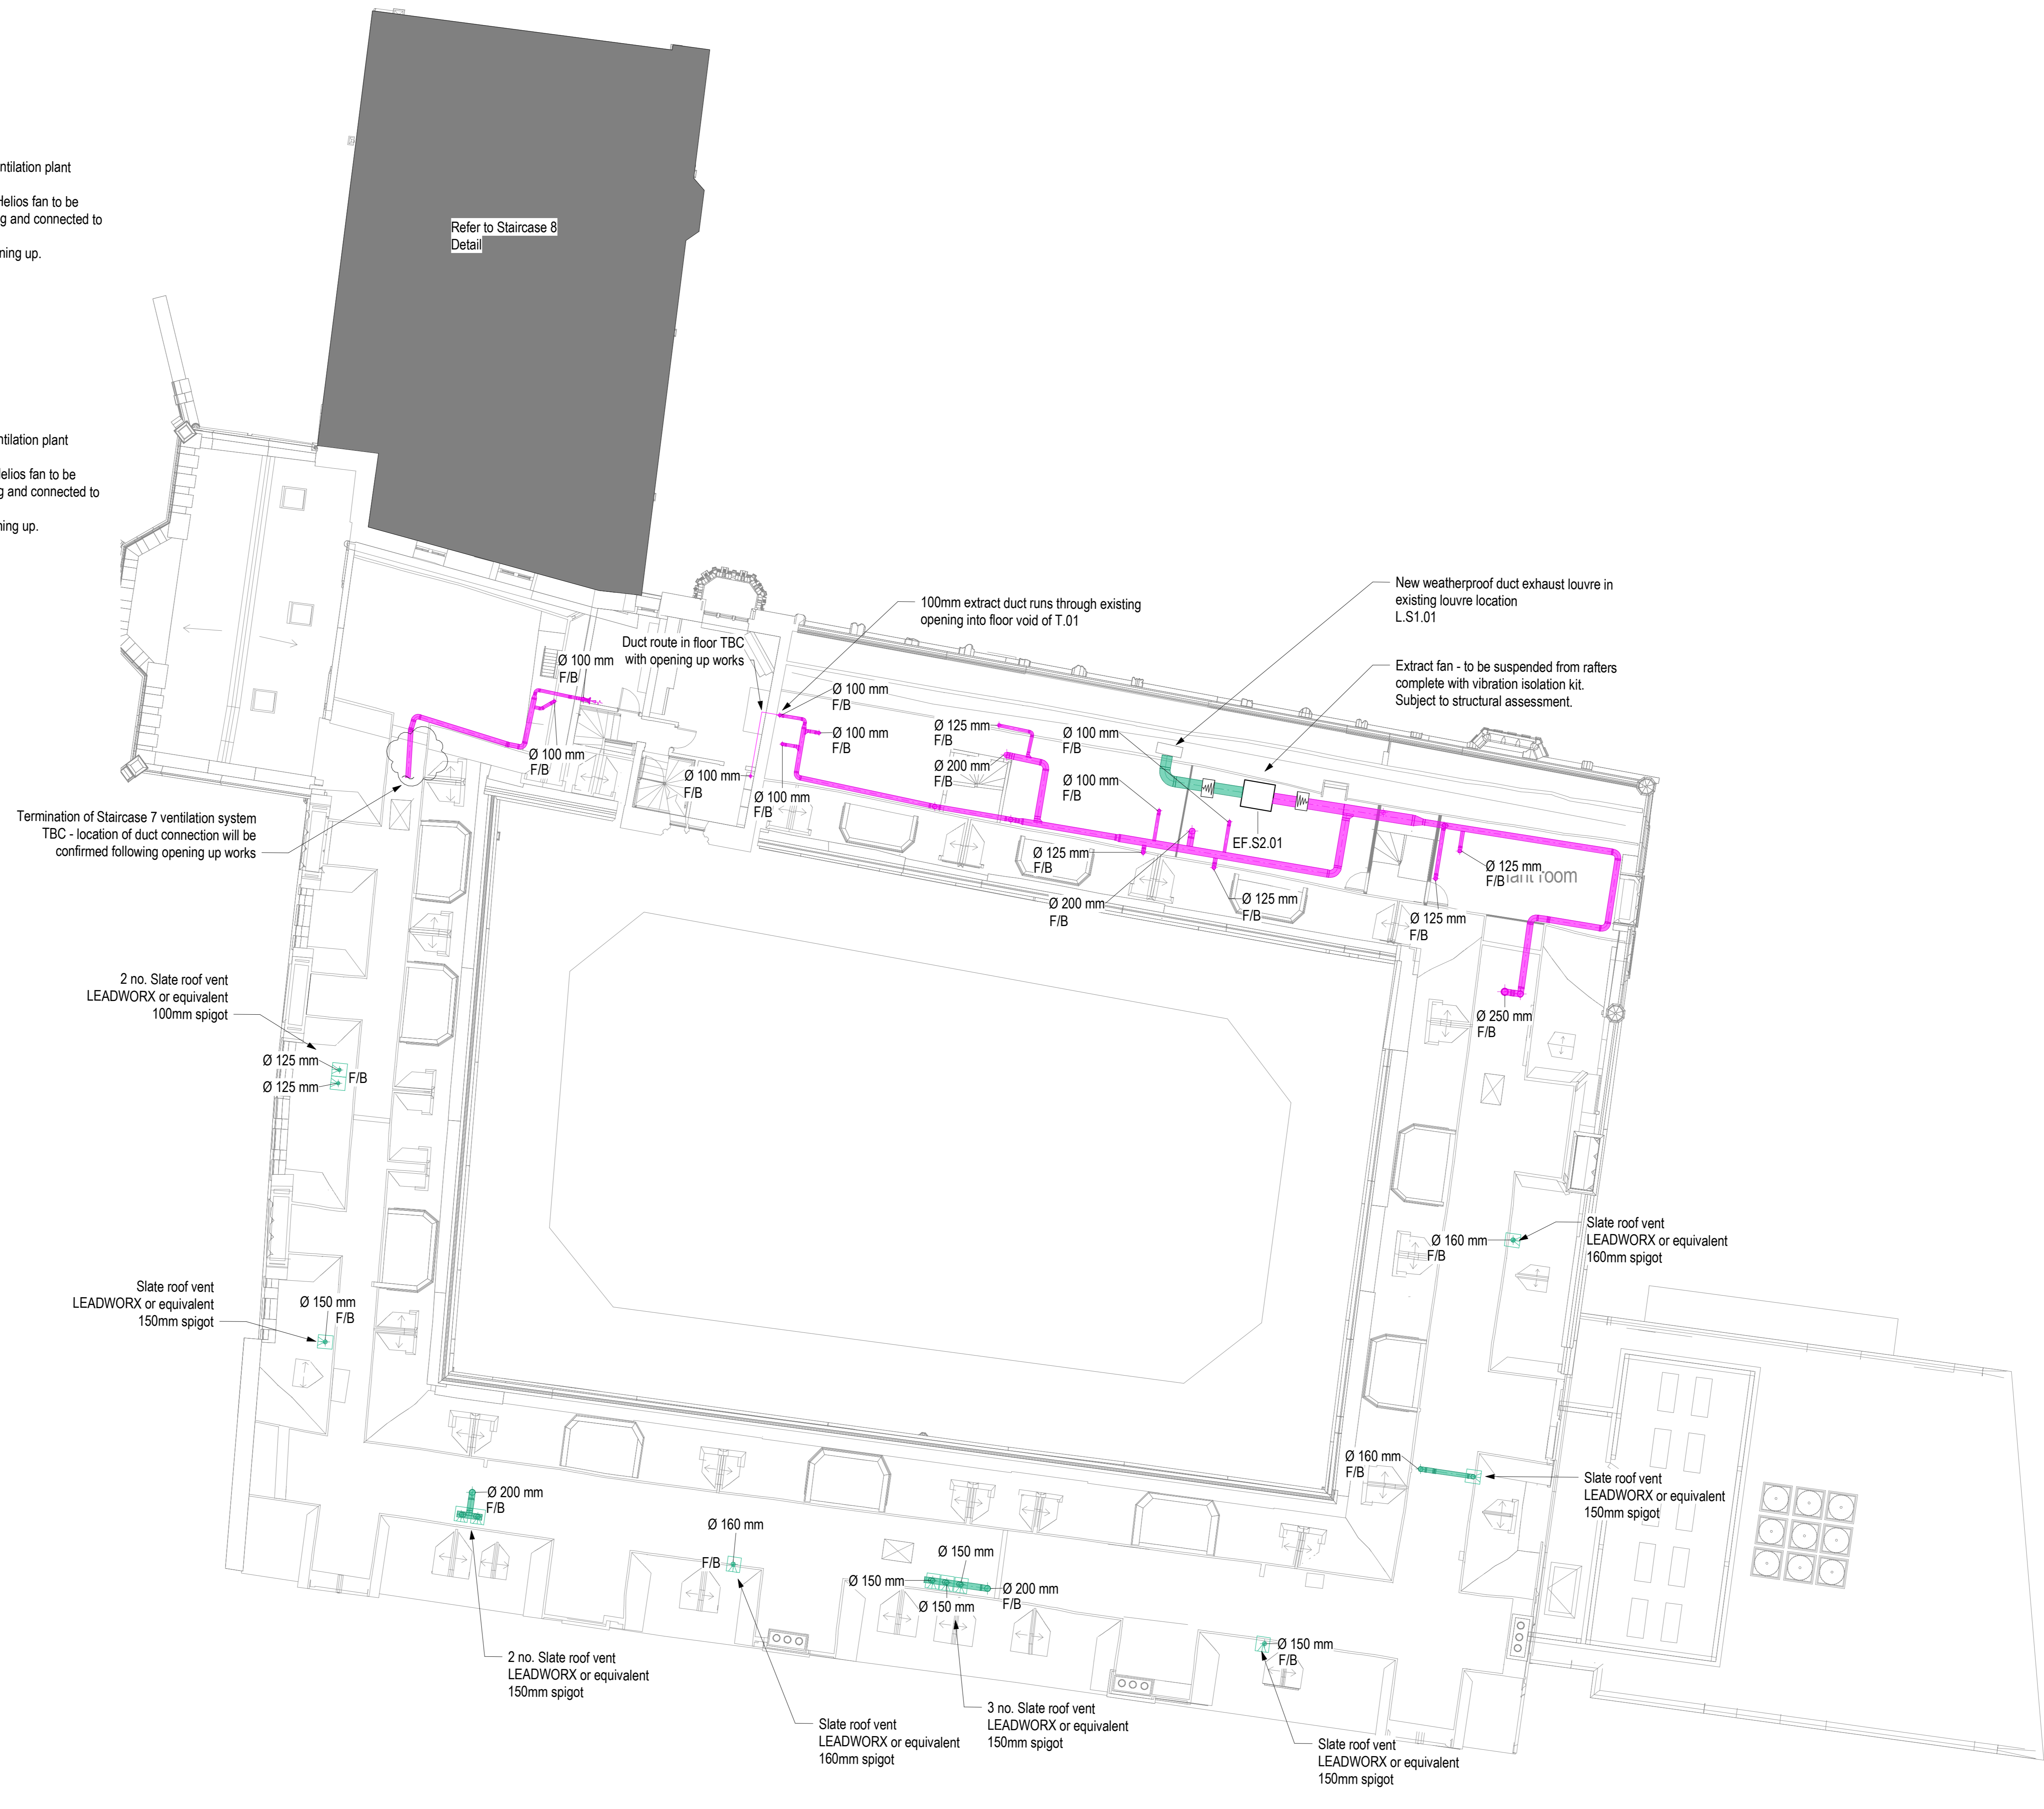 ntilation plant
Helios fan to be
g and connected to
ning up.
Refer to Staircase 8
Detail
ntilation plant
Helios fan to be
g and connected to
ning up.
New weatherproof duct exhaust louvre in
existing louvre location
L.S1.01
100mm extract duct runs through existing
opening into floor void of T.01
Duct route in floor TBC
with opening up works
Extract fan - to be suspended from rafters
complete with vibration isolation kit.
Subject to structural assessment.
Ø 100 mm
F/B
Ø 100 mm
F/B
Ø 100 mm
F/B
Ø 100 mm
F/B
Ø 100 mm
F/B
Ø 100 mm
F/B
Ø 125 mm
F/B
Ø 200 mm
F/B
Ø 100 mm
F/B
Ø 100 mm
F/B
EF.S2.01
Ø 125 mm
F/B
Ø 200 mm
F/B
Ø 125 mm
F/B
Ø 125 mm
F/B
Ø 125 mm
F/B
room
Termination of Staircase 7 ventilation system
TBC - location of duct connection will be
confirmed following opening up works
Ø 250 mm
F/B
2 no. Slate roof vent
LEADWORX or equivalent
100mm spigot
Ø 125 mm
F/B
Ø 125 mm
Slate roof vent
LEADWORX or equivalent
160mm spigot
Ø 160 mm
F/B
Slate roof vent
LEADWORX or equivalent
150mm spigot
Ø 150 mm
F/B
Ø 160 mm
F/B
Slate roof vent
LEADWORX or equivalent
150mm spigot
Ø 200 mm
F/B
Ø 160 mm
F/B
Ø 150 mm
Ø 150 mm
Ø 150 mm
Ø 200 mm
F/B
Ø 150 mm
F/B
2 no. Slate roof vent
LEADWORX or equivalent
150mm spigot
Slate roof vent
LEADWORX or equivalent
160mm spigot
3 no. Slate roof vent
LEADWORX or equivalent
150mm spigot
Slate roof vent
LEADWORX or equivalent
150mm spigot